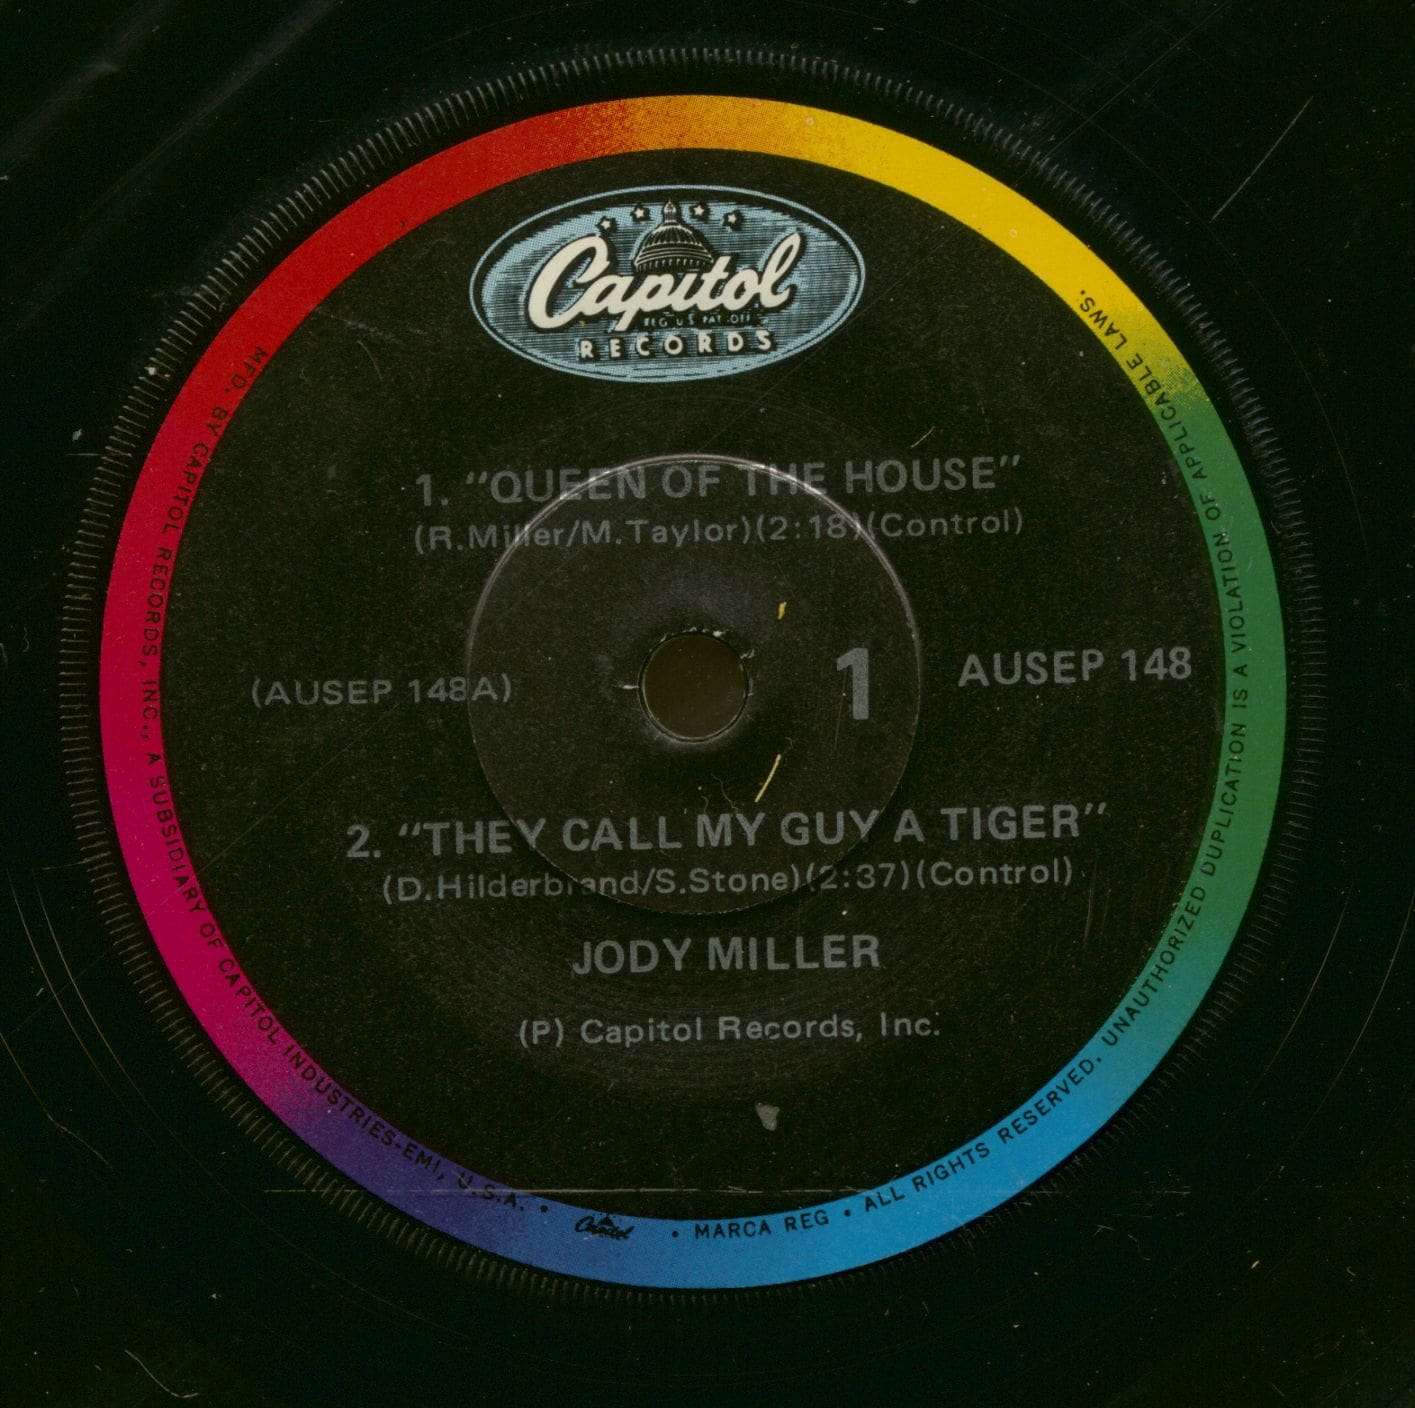 Capitol
REG. U.S. PAT. OFF.
RECORDS
1. “QUEEN OF THE HOUSE”
(R.Miller/M.Taylor)(2:18)(Control)
(AUSEP 148A)
1
AUSEP 148
2. “THEY CALL MY GUY A TIGER”
(D.Hilderbrand/S.Stone)(2:37)(Control)
JODY MILLER
(P) Capitol Records, Inc.
MFD. BY CAPITOL RECORDS, INC., A SUBSIDIARY OF CAPITOL INDUSTRIES-EMI, U.S.A. • Capitol • MARCA REG • ALL RIGHTS RESERVED. UNAUTHORIZED DUPLICATION IS A VIOLATION OF APPLICABLE LAWS.